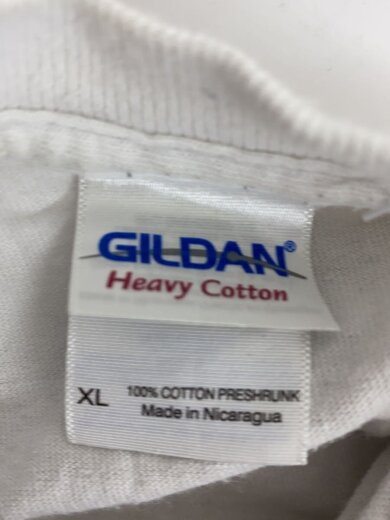 GILDAN®
Heavy Cotton
XL
100% COTTON PRESHRUNK
Made in Nicaragua